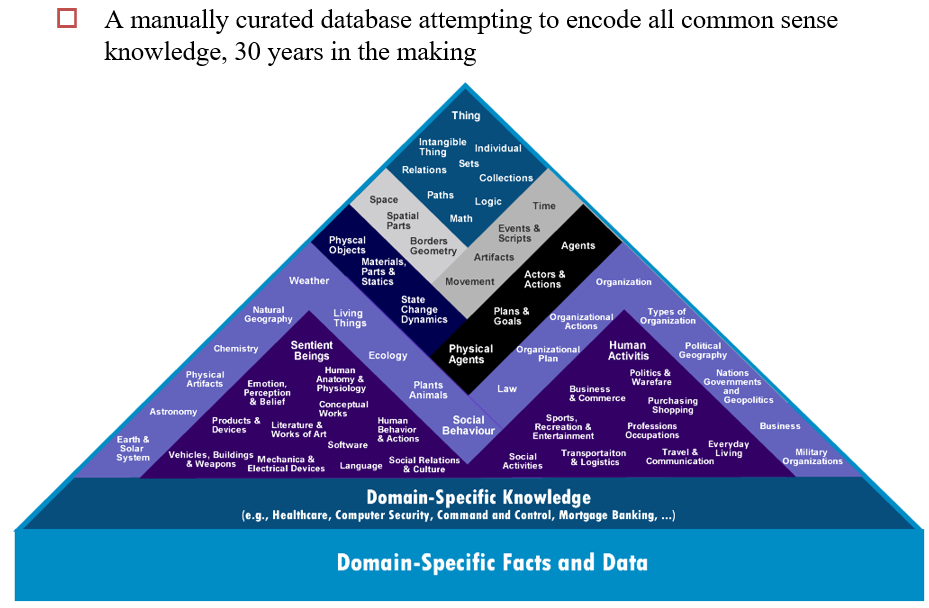 A manually curated database attempting to encode all common sense
knowledge, 30 years in the making
Thing
Intangible
Thing
Individual
Sets
Relations
Collections
Paths
Logic
Math
Space
Spatial
Parts
Borders
Geometry
Time
Events &
Scripts
Artifacts
Movement
Physcal
Objects
Materials,
Parts &
Statics
State
Change
Dynamics
Agents
Actors &
Actions
Plans &
Goals
Physical
Agents
Weather
Natural
Geography
Living
Things
Chemistry
Ecology
Physical
Artifacts
Plants
Animals
Astronomy
Social
Behaviour
Earth &
Solar
System
Organization
Organizational
Actions
Types of
Organization
Organizational
Plan
Political
Geography
Law
Nations
Governments
and
Geopolitics
Business
Military
Organizations
Sentient
Beings
Human
Anatomy &
Physiology
Emotion,
Perception
& Belief
Conceptual
Works
Products &
Devices
Literature &
Works of Art
Human
Behavior
& Actions
Software
Vehicles, Buildings
& Weapons
Mechanica &
Electrical Devices
Language
Social Relations
& Culture
Human
Activitis
Politics &
Warefare
Business
& Commerce
Purchasing
Shopping
Sports,
Recreation &
Entertainment
Professions
Occupations
Everyday
Living
Social
Activities
Transportaiton
& Logistics
Travel &
Communication
Domain-Specific Knowledge
(e.g., Healthcare, Computer Security, Command and Control, Mortgage Banking, ...)
Domain-Specific Facts and Data